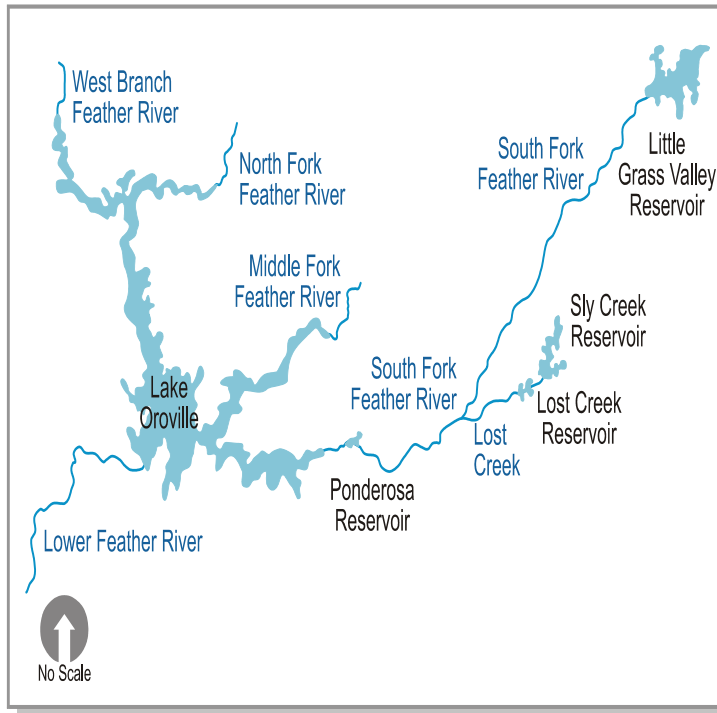 West Branch
Feather River
North Fork
Feather River
South Fork
Feather River
Little
Grass Valley
Reservoir
Middle Fork
Feather River
Sly Creek
Reservoir
Lake
Oroville
South Fork
Feather River
Lost Creek
Reservoir
Lost
Creek
Ponderosa
Reservoir
Lower Feather River
No Scale